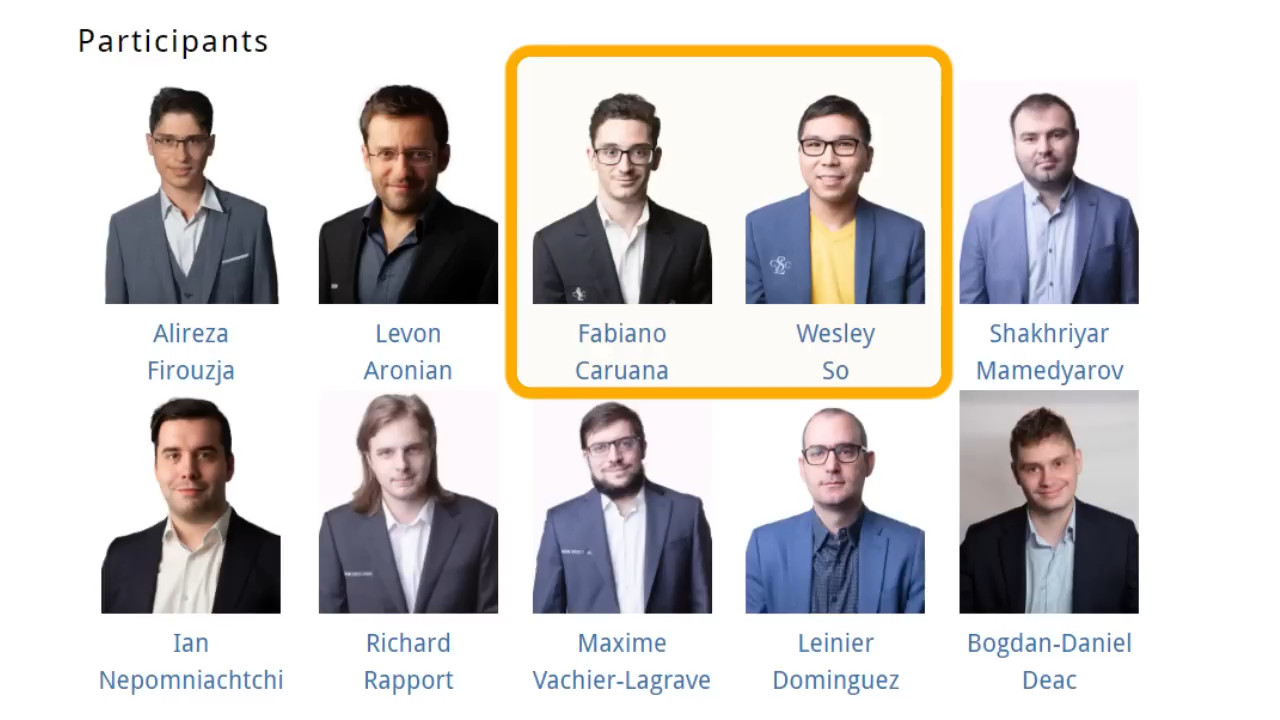 Participants
Alireza
Firouzja
Levon
Aronian
Fabiano
Caruana
Wesley
So
Shakhriyar
Mamedyarov
Ian
Nepomniachtchi
Richard
Rapport
Maxime
Vachier-Lagrave
Leinier
Dominguez
Bogdan-Daniel
Deac